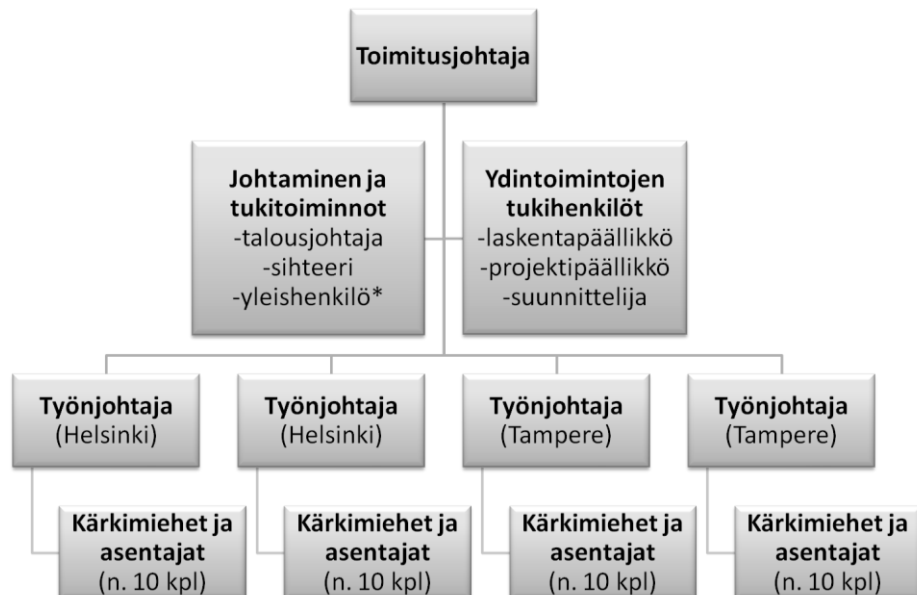 Toimitusjohtaja
Johtaminen ja
tukitoiminnot
-talousjohtaja
-sihteeri
-yleishenkilö*
Ydintoimintojen
tukihenkilöt
-laskentapäällikkö
-projektipäällikkö
-suunnittelija
Työnjohtaja
(Helsinki)
Työnjohtaja
(Helsinki)
Työnjohtaja
(Tampere)
Työnjohtaja
(Tampere)
Kärkimiehet ja
asentajat
(n. 10 kpl)
Kärkimiehet ja
asentajat
(n. 10 kpl)
Kärkimiehet ja
asentajat
(n. 10 kpl)
Kärkimiehet ja
asentajat
(n. 10 kpl)